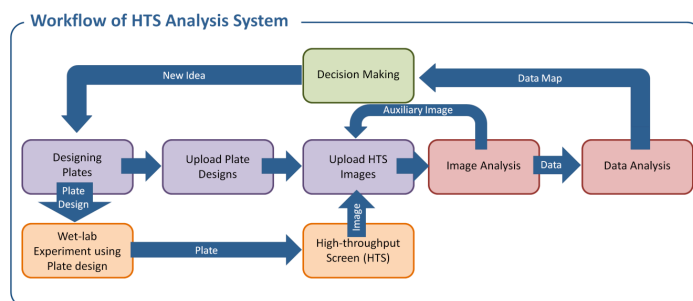 Workflow of HTS Analysis System
New Idea
Decision Making
Data Map
Auxiliary Image
Designing
Plates
Upload Plate
Designs
Upload HTS
Images
Image Analysis
Data
Data Analysis
Plate
Design
Image
Wet-lab
Experiment using
Plate design
Plate
High-throughput
Screen (HTS)